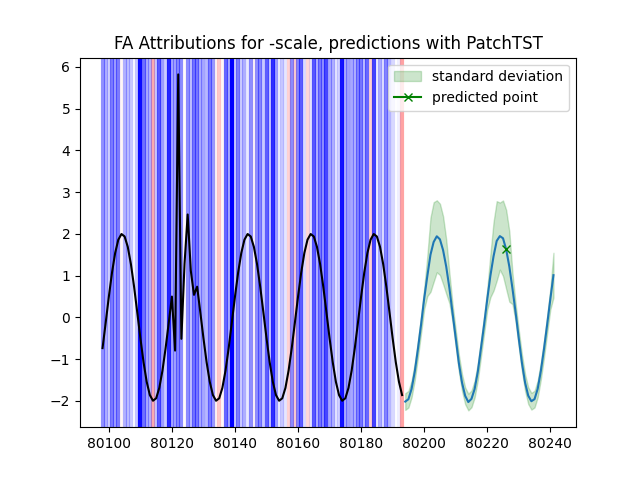 FA Attributions for -scale, predictions with PatchTST
standard deviation
predicted point
6
5
4
3
2
1
0
−1
−2
80100 80120 80140 80160 80180 80200 80220 80240